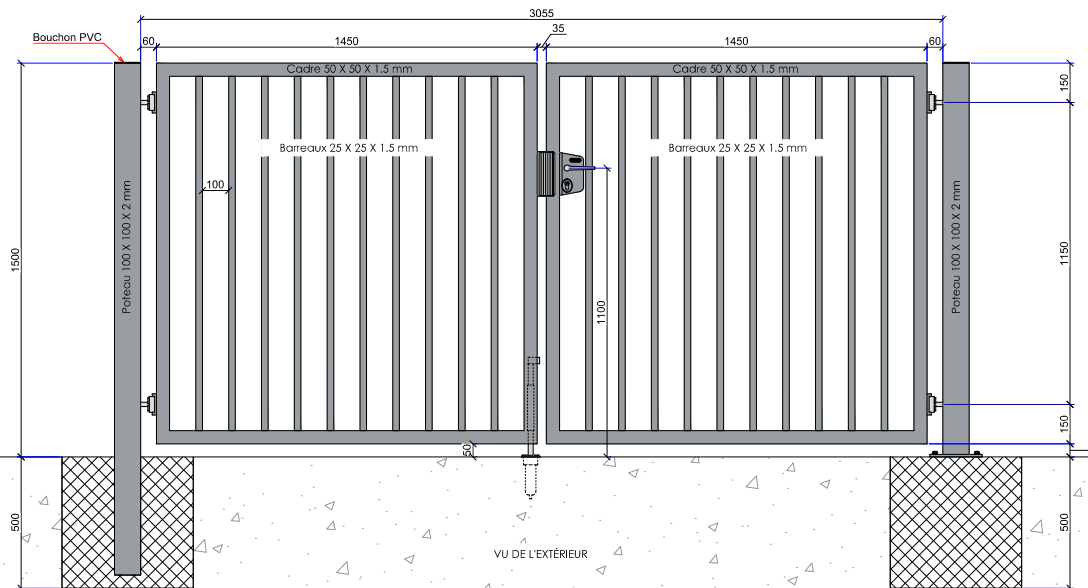 3055
35
Bouchon PVC
60
1450
1450
60
Cadre 50 X 50 X 1.5 mm
Cadre 50 X 50 X 1.5 mm
150
Barreaux 25 X 25 X 1.5 mm
Barreaux 25 X 25 X 1.5 mm
100
Poteau 100 X 100 X 2 mm
Poteau 100 X 100 X 2 mm
1500
1150
1100
150
50
500
500
VU DE L'EXTÉRIEUR